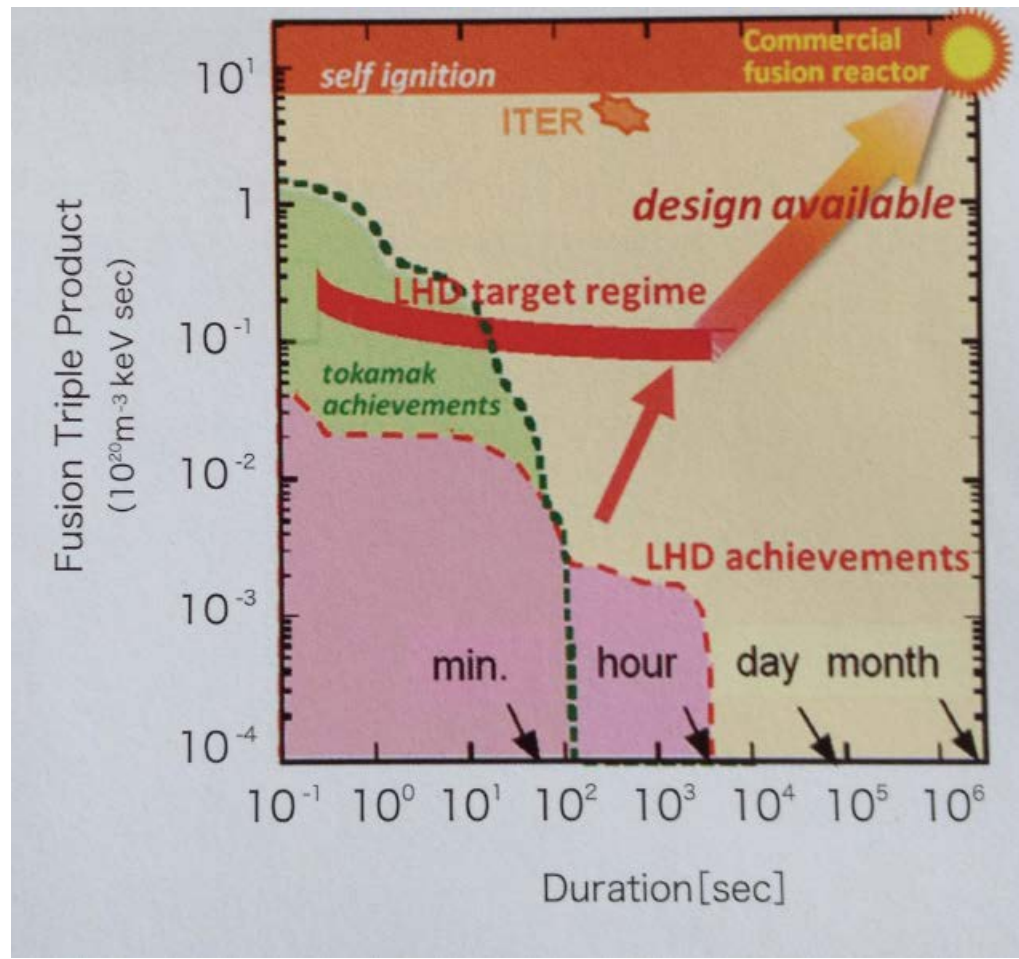 Commercial
fusion reactor
self ignition
ITER
design available
LHD target regime
tokamak
achievements
LHD achievements
min. hour day month
10¹
1
10⁻¹
10⁻²
10⁻³
10⁻⁴
Fusion Triple Product
(10²⁰m⁻³ keV sec)
10⁻¹ 10⁰ 10¹ 10² 10³ 10⁴ 10⁵ 10⁶
Duration[sec]